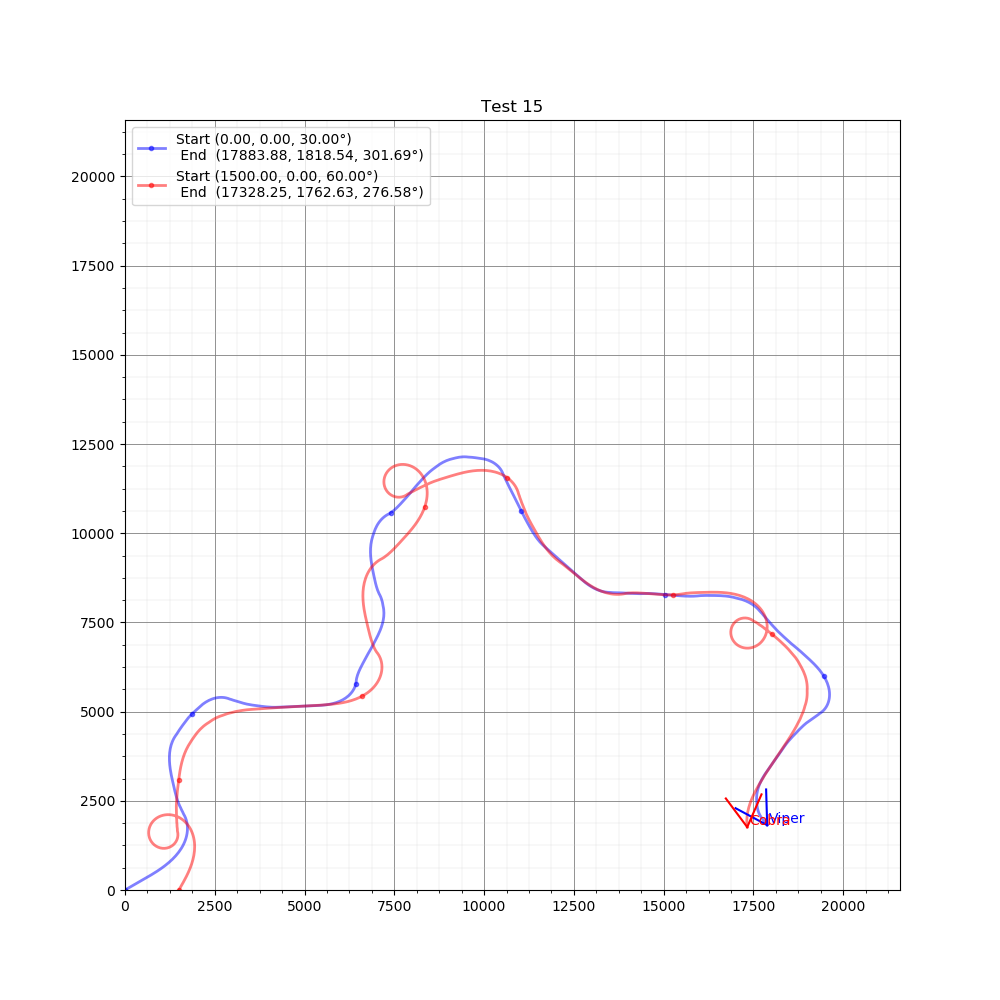 Test 15
Start (0.00, 0.00, 30.00°)
End (17883.88, 1818.54, 301.69°)
Start (1500.00, 0.00, 60.00°)
End (17328.25, 1762.63, 276.58°)
20000
17500
15000
12500
10000
7500
5000
2500
0
Cobra
Viper
0 2500 5000 7500 10000 12500 15000 17500 20000